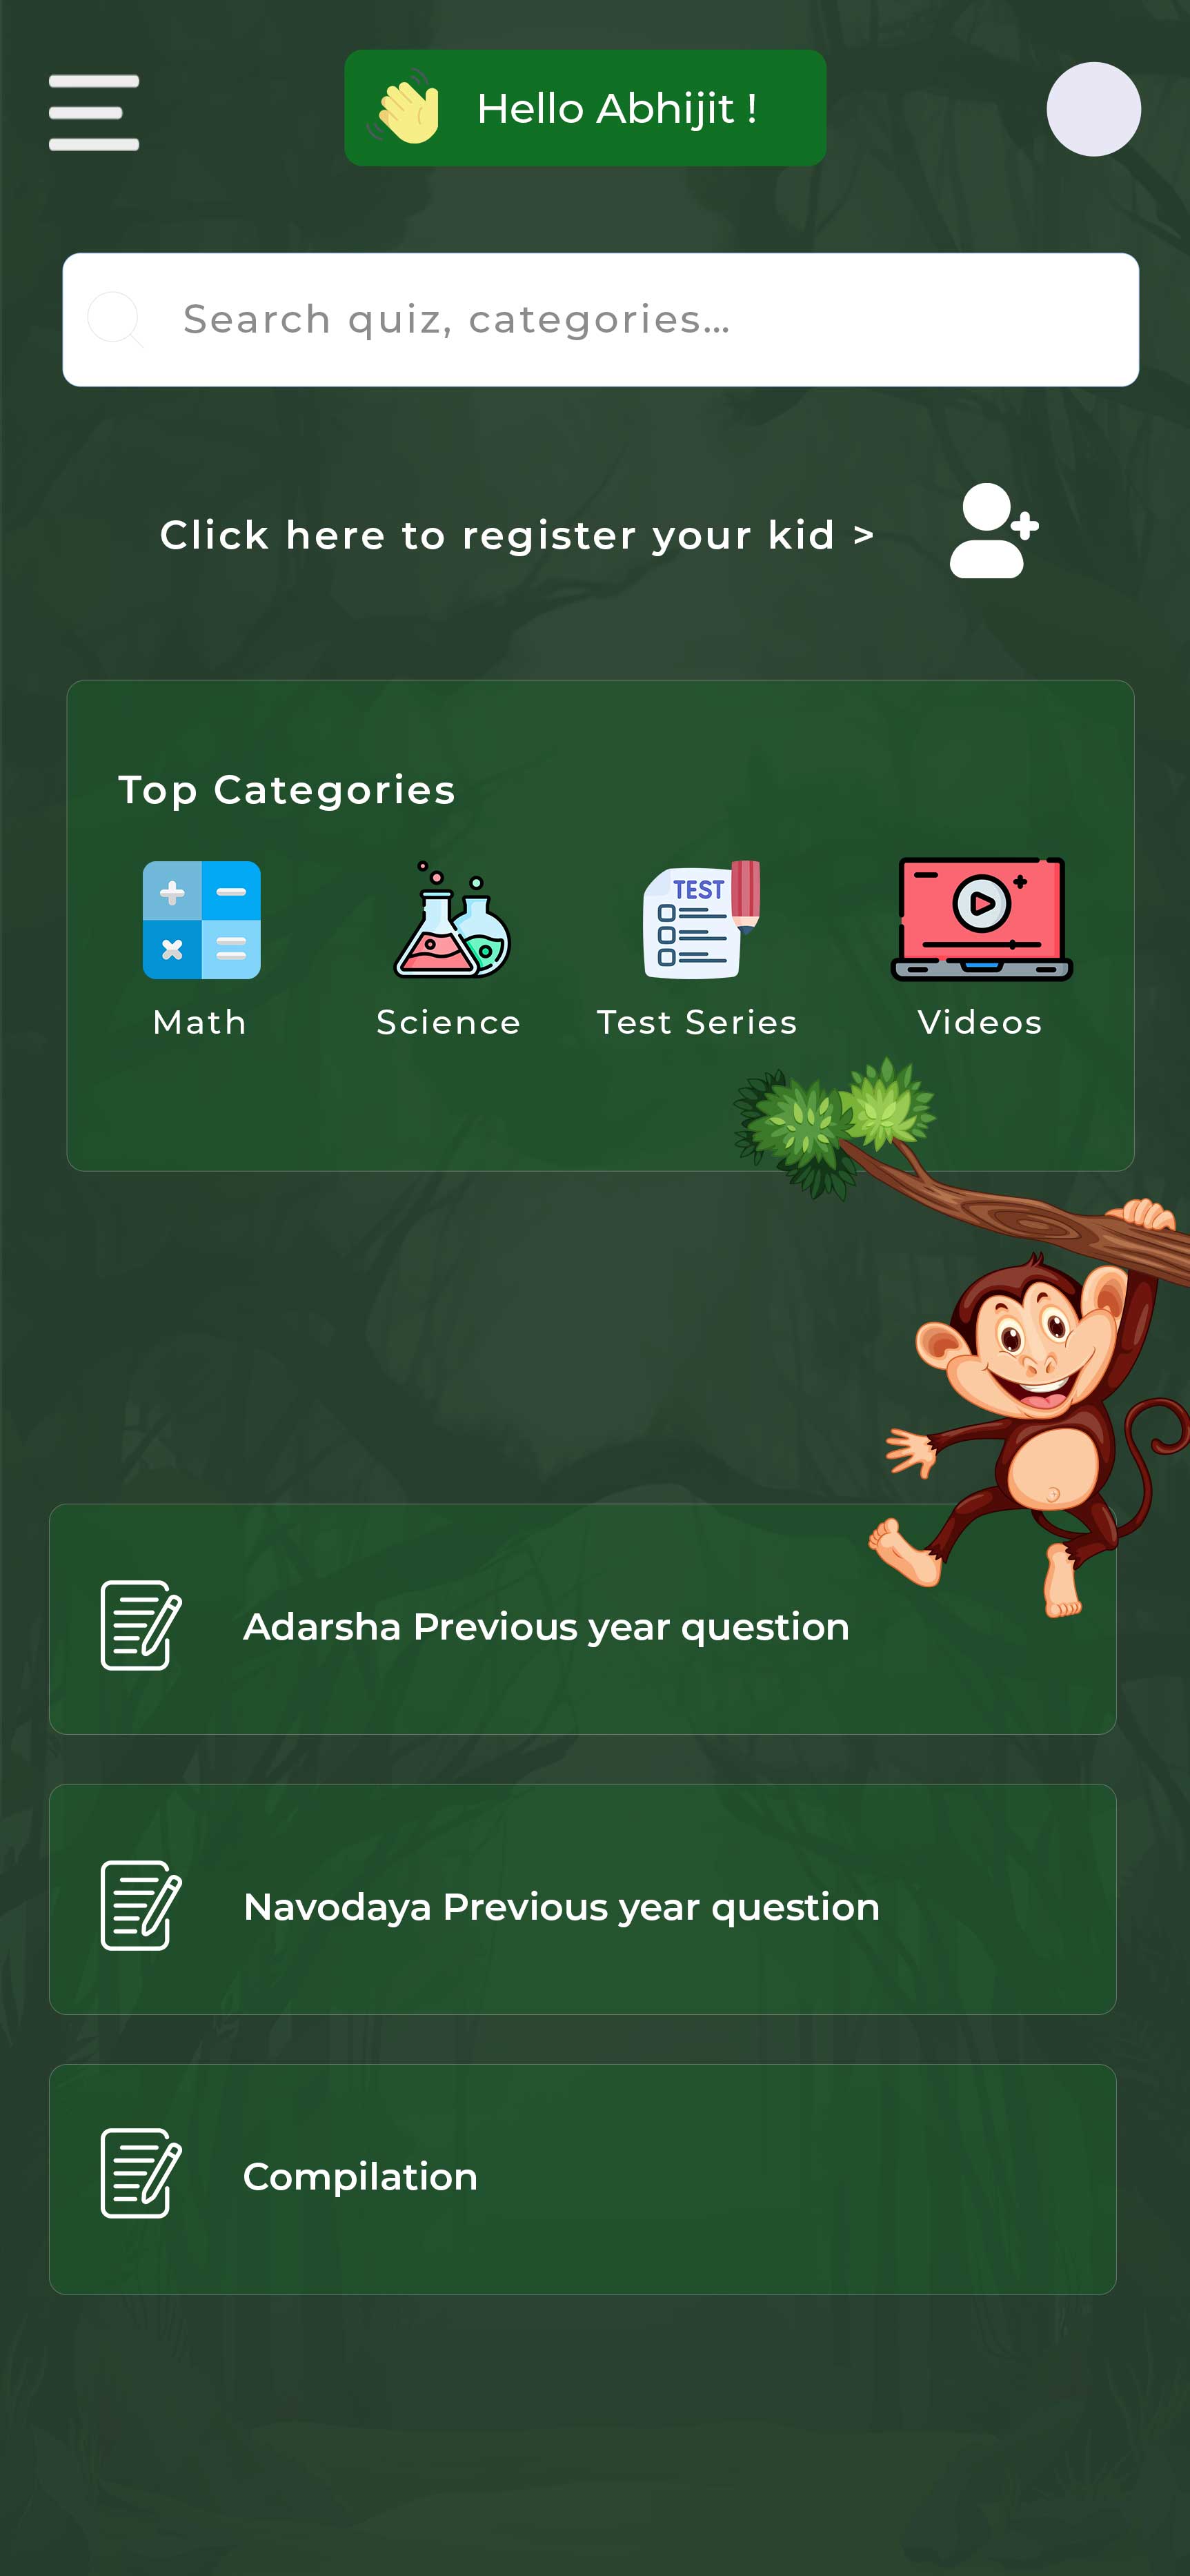 Hello Abhijit !
Search quiz, categories...
Click here to register your kid >
Top Categories
TEST
Math
Science
Test Series
Videos
Adarsha Previous year question
Navodaya Previous year question
Compilation